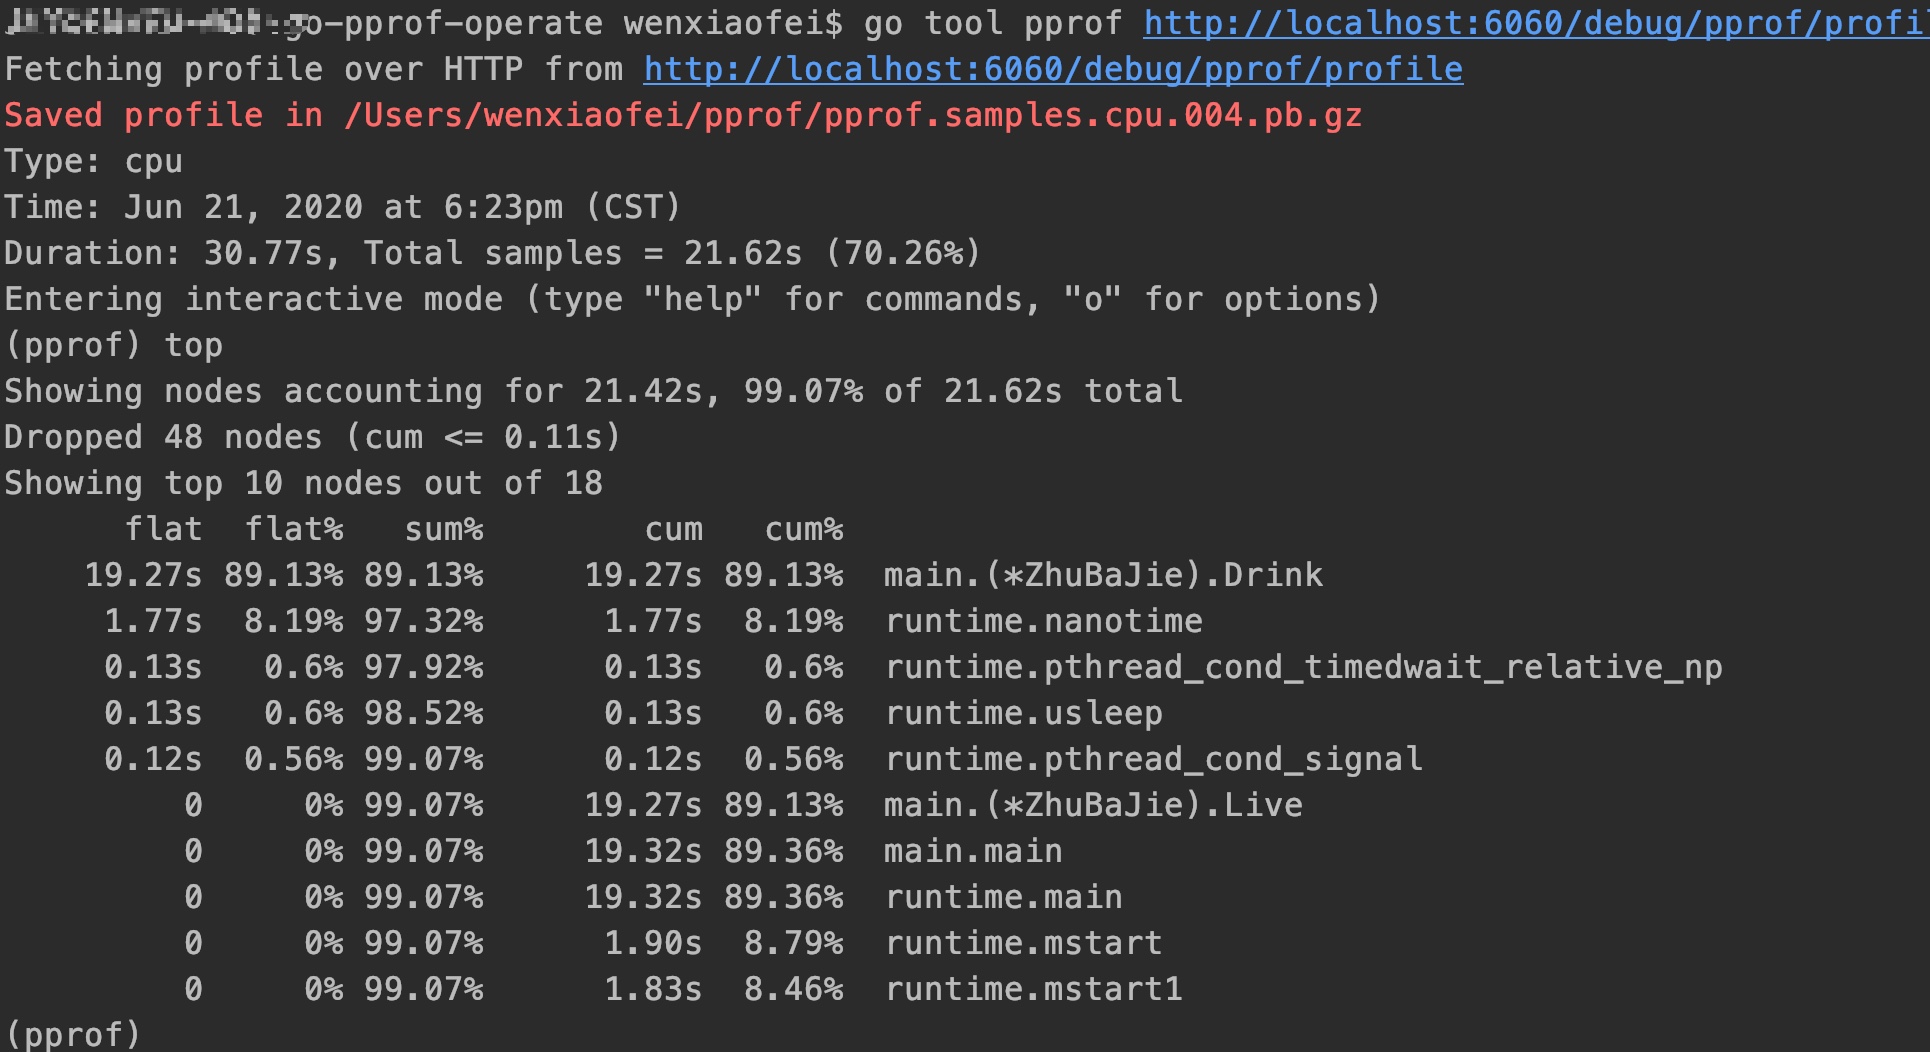 go-pprof-operate wenxiaofei$ go tool pprof http://localhost:6060/debug/pprof/profi
Fetching profile over HTTP from http://localhost:6060/debug/pprof/profile
Saved profile in /Users/wenxiaofei/pprof/pprof.samples.cpu.004.pb.gz
Type: cpu
Time: Jun 21, 2020 at 6:23pm (CST)
Duration: 30.77s, Total samples = 21.62s (70.26%)
Entering interactive mode (type "help" for commands, "o" for options)
(pprof) top
Showing nodes accounting for 21.42s, 99.07% of 21.62s total
Dropped 48 nodes (cum <= 0.11s)
Showing top 10 nodes out of 18
flat flat% sum% cum cum%
19.27s 89.13% 89.13% 19.27s 89.13% main.(*ZhuBaJie).Drink
1.77s 8.19% 97.32% 1.77s 8.19% runtime.nanotime
0.13s 0.6% 97.92% 0.13s 0.6% runtime.pthread_cond_timedwait_relative_np
0.13s 0.6% 98.52% 0.13s 0.6% runtime.usleep
0.12s 0.56% 99.07% 0.12s 0.56% runtime.pthread_cond_signal
0 0% 99.07% 19.27s 89.13% main.(*ZhuBaJie).Live
0 0% 99.07% 19.32s 89.36% main.main
0 0% 99.07% 19.32s 89.36% runtime.main
0 0% 99.07% 1.90s 8.79% runtime.mstart
0 0% 99.07% 1.83s 8.46% runtime.mstart1
(pprof)